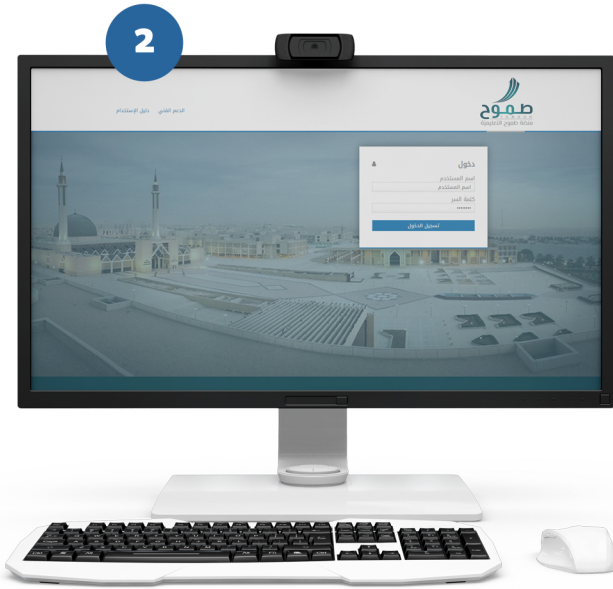 2
طموح
منصة طموح التعليمية
الدعم الفني دليل الإستخدام
دخول
اسم المستخدم
اسم المستخدم
كلمة السر
تسجيل الدخول